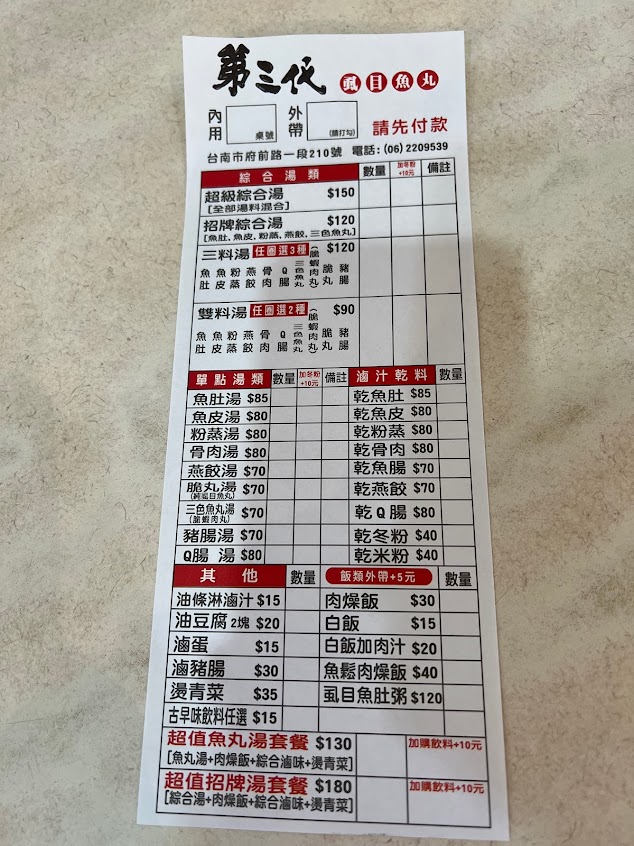 第三代 虱目魚丸
內用 桌號 外帶 (請打勾) 請先付款
台南市府前路一段210號 電話:(06)2209539
綜合湯類 數量 加冬粉+10元 備註
超級綜合湯 $150
[全部湯料混合]
招牌綜合湯 $120
[魚肚,魚皮,粉蒸,燕餃,三色魚丸]
三料湯 任圈選3種 $120
魚肚 魚皮 粉蒸 燕餃 骨肉 Q腸 三色魚丸(脆蝦肉丸) 脆丸 豬腸
雙料湯 任圈選2種 $90
魚肚 魚皮 粉蒸 燕餃 骨肉 Q腸 三色魚丸(脆蝦肉丸) 脆丸 豬腸
單點湯類 數量 加冬粉+10元 備註 滷汁乾料 數量
魚肚湯 $85 乾魚肚 $85
魚皮湯 $80 乾魚皮 $80
粉蒸湯 $80 乾粉蒸 $80
骨肉湯 $80 乾骨肉 $80
燕餃湯 $70 乾魚腸 $70
脆丸湯 $70 乾燕餃 $70
(純虱目魚丸)
三色魚丸湯 $70 乾Q腸 $80
(脆蝦肉丸)
豬腸湯 $70 乾冬粉 $40
Q腸 湯 $80 乾米粉 $40
其他 數量 飯類外帶+5元 數量
油條淋滷汁 $15 肉燥飯 $30
油豆腐 2塊 $20 白飯 $15
滷蛋 $15 白飯加肉汁 $20
滷豬腸 $30 魚鬆肉燥飯 $40
燙青菜 $35 虱目魚肚粥 $120
古早味飲料任選 $15
超值魚丸湯套餐 $130 加購飲料+10元
[魚丸湯+肉燥飯+綜合滷味+燙青菜]
超值招牌湯套餐 $180 加購飲料+10元
[綜合湯+肉燥飯+綜合滷味+燙青菜]